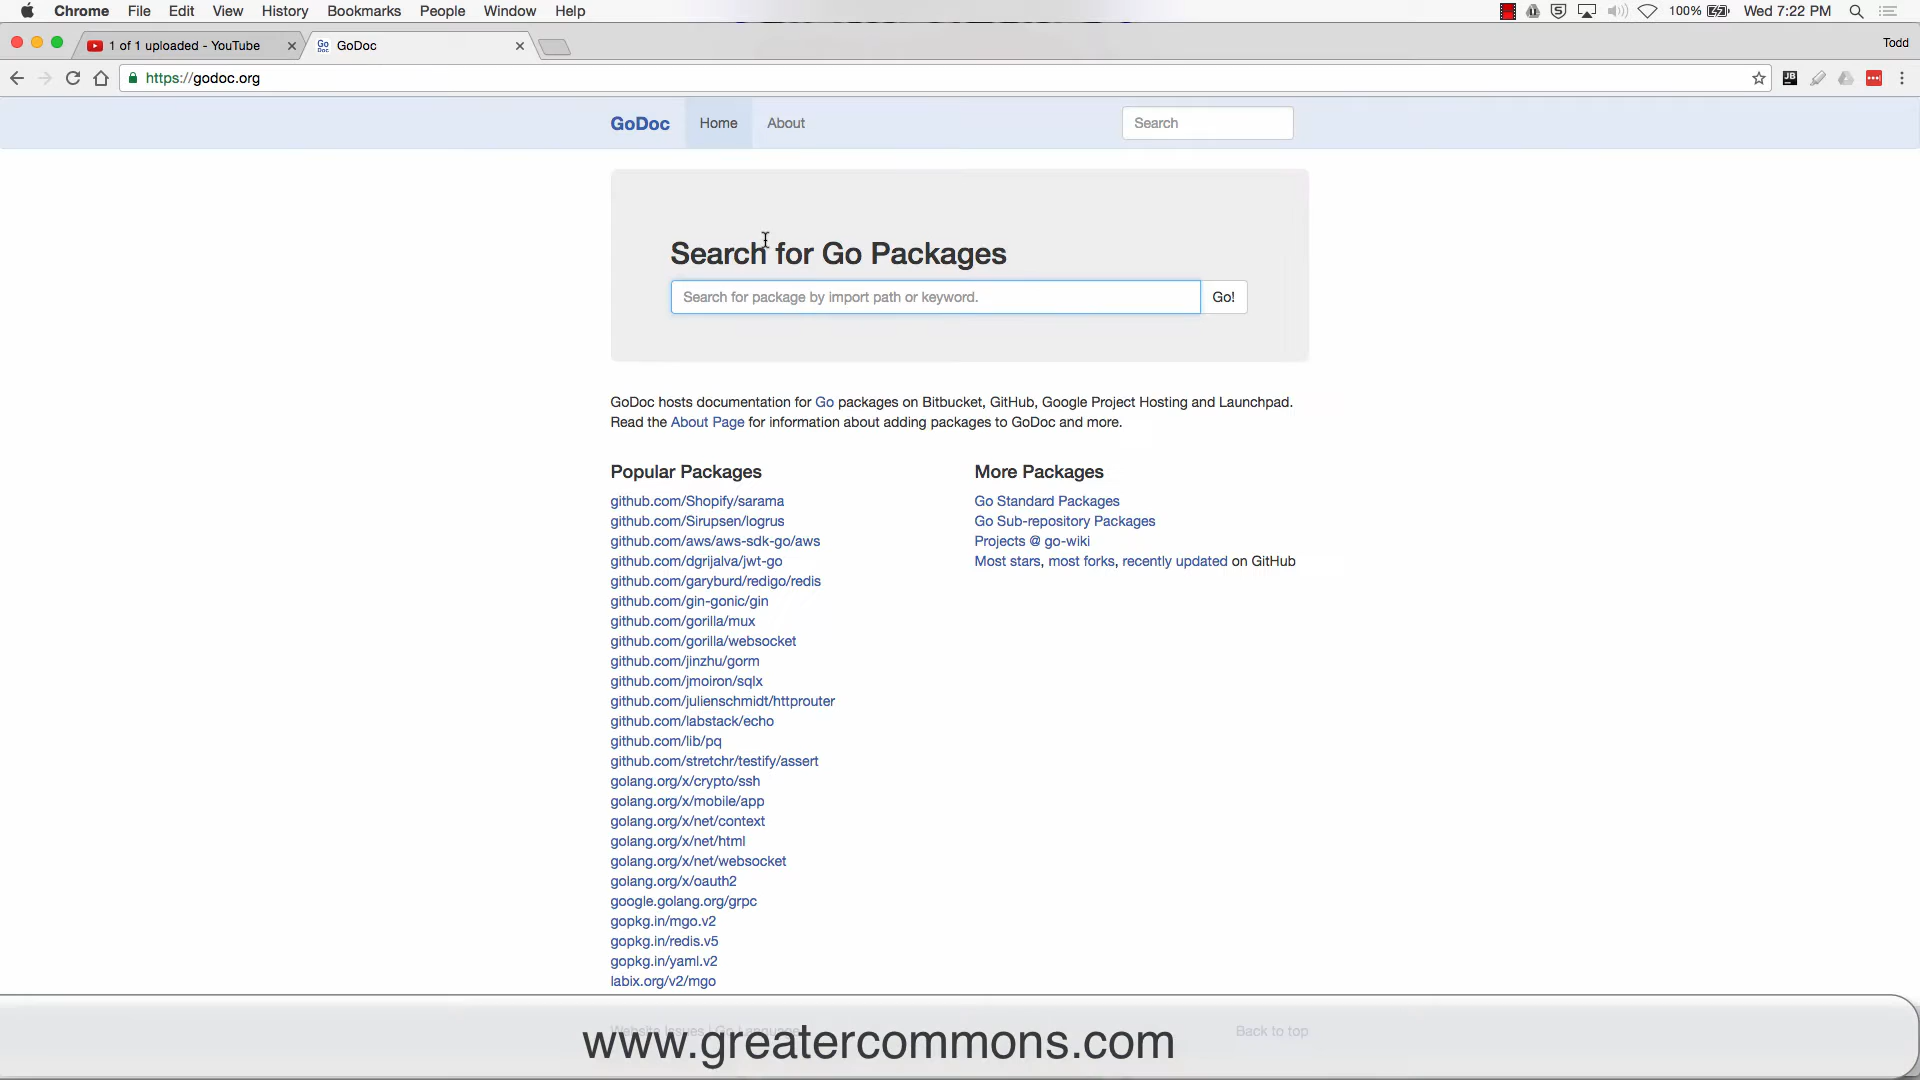 Chrome File Edit View History Bookmarks People Window Help 100% Wed 7:22 PM
1 of 1 uploaded - YouTube GoDoc Todd
https://godoc.org
GoDoc Home About Search
Search for Go Packages
Search for package by import path or keyword. Go!
GoDoc hosts documentation for Go packages on Bitbucket, GitHub, Google Project Hosting and Launchpad.
Read the About Page for information about adding packages to GoDoc and more.
Popular Packages
github.com/Shopify/sarama
github.com/Sirupsen/logrus
github.com/aws/aws-sdk-go/aws
github.com/dgrijalva/jwt-go
github.com/garyburd/redigo/redis
github.com/gin-gonic/gin
github.com/gorilla/mux
github.com/gorilla/websocket
github.com/jinzhu/gorm
github.com/jmoiron/sqlx
github.com/julienschmidt/httprouter
github.com/labstack/echo
github.com/lib/pq
github.com/stretchr/testify/assert
golang.org/x/crypto/ssh
golang.org/x/mobile/app
golang.org/x/net/context
golang.org/x/net/html
golang.org/x/net/websocket
golang.org/x/oauth2
google.golang.org/grpc
gopkg.in/mgo.v2
gopkg.in/redis.v5
gopkg.in/yaml.v2
labix.org/v2/mgo
More Packages
Go Standard Packages
Go Sub-repository Packages
Projects @ go-wiki
Most stars, most forks, recently updated on GitHub
Back to top
www.greatercommons.com